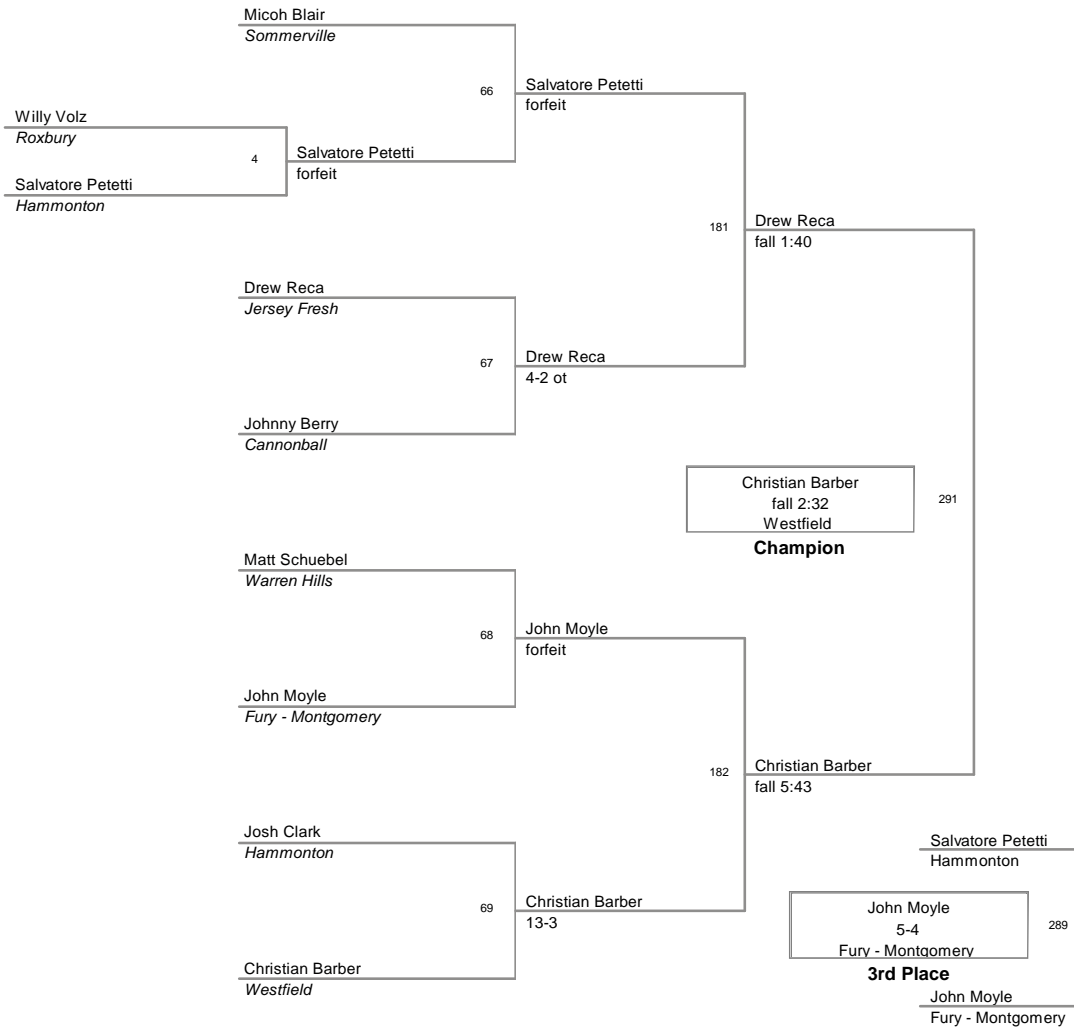 Micoh Blair
Sommerville
66
Salvatore Petetti
forfeit
Willy Volz
Roxbury
4
Salvatore Petetti
forfeit
Salvatore Petetti
Hammonton
181
Drew Reca
fall 1:40
Drew Reca
Jersey Fresh
67
Drew Reca
4-2 ot
Johnny Berry
Cannonball
Christian Barber
fall 2:32
Westfield
Champion
291
Matt Schuebel
Warren Hills
68
John Moyle
forfeit
John Moyle
Fury - Montgomery
182
Christian Barber
fall 5:43
Josh Clark
Hammonton
69
Christian Barber
13-3
Christian Barber
Westfield
Salvatore Petetti
Hammonton
John Moyle
5-4
Fury - Montgomery
3rd Place
289
John Moyle
Fury - Montgomery